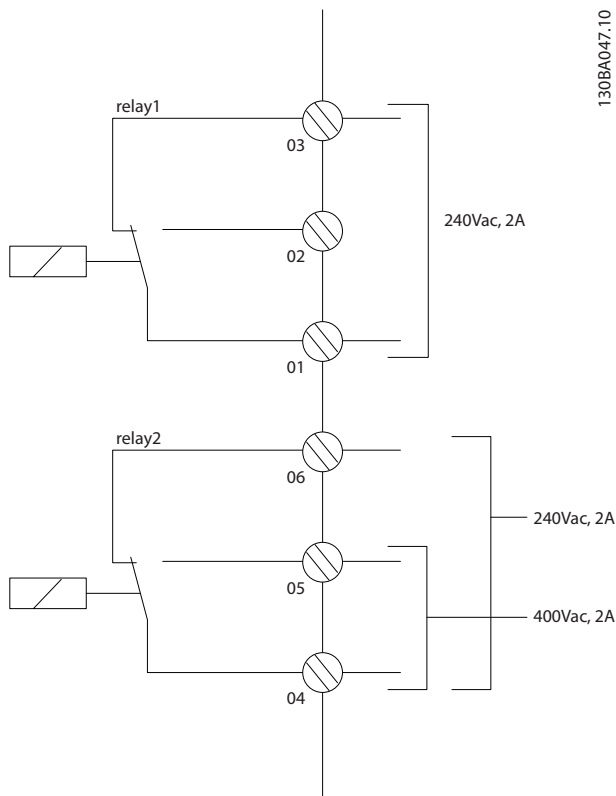 130BA047.10
relay1
03
240Vac, 2A
02
01
relay2
06
240Vac, 2A
05
400Vac, 2A
04